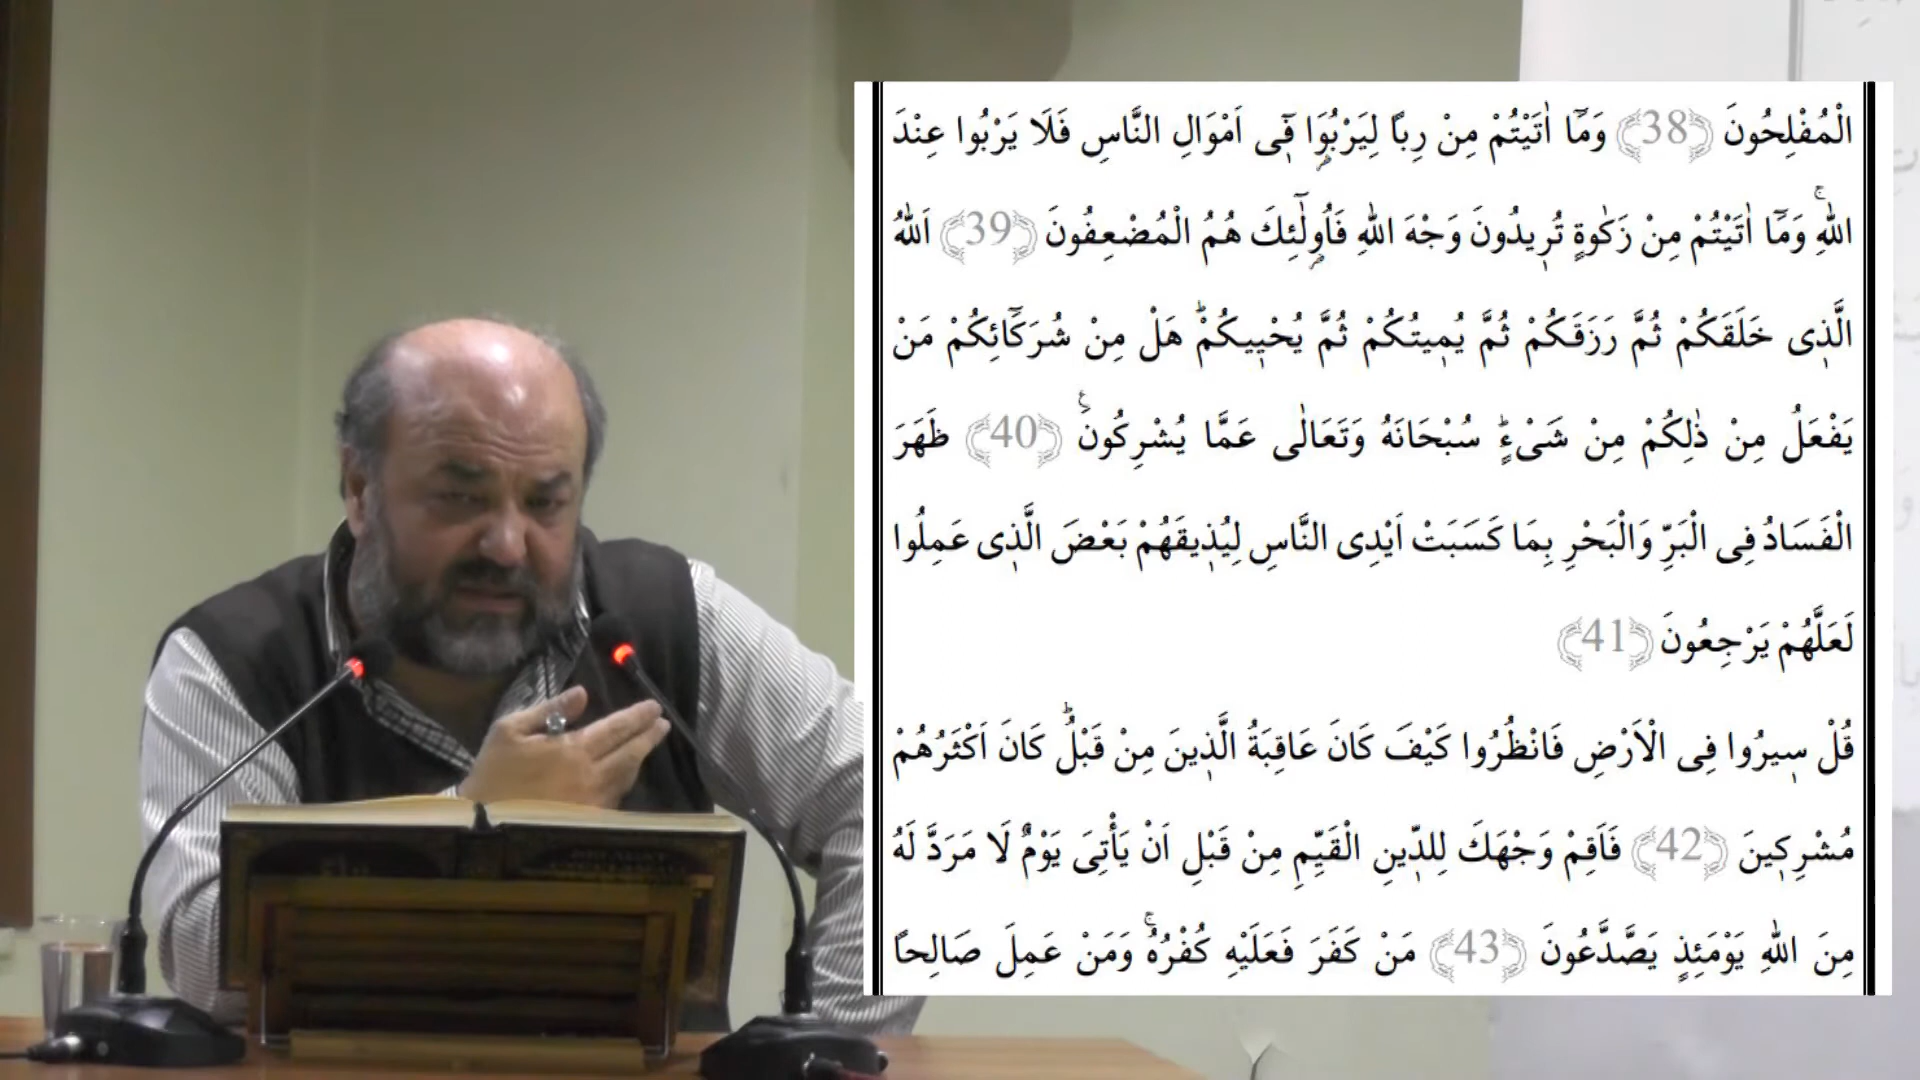 الْمُفْلِحُونَ ﴿38﴾ وَمَٓا اٰتَيْتُمْ مِنْ رِبًا لِيَرْبُوَ۬ا ف۪ٓى اَمْوَالِ النَّاسِ فَلَا يَرْبُوا عِنْدَ
اللّٰهِۚ وَمَٓا اٰتَيْتُمْ مِنْ زَكٰوةٍ تُر۪يدُونَ وَجْهَ اللّٰهِ فَاُو۬لٰٓئِكَ هُمُ الْمُضْعِفُونَ ﴿39﴾ اَللّٰهُ
الَّذ۪ى خَلَقَكُمْ ثُمَّ رَزَقَكُمْ ثُمَّ يُم۪يتُكُمْ ثُمَّ يُحْي۪يكُمْۜ هَلْ مِنْ شُرَكَٓائِكُمْ مَنْ
يَفْعَلُ مِنْ ذٰلِكُمْ مِنْ شَىْءٍۜ سُبْحَانَهُ وَتَعَالٰى عَمَّا يُشْرِكُونَ۟ ﴿40﴾ ظَهَرَ
الْفَسَادُ فِى الْبَرِّ وَالْبَحْرِ بِمَا كَسَبَتْ اَيْدِى النَّاسِ لِيُذ۪يقَهُمْ بَعْضَ الَّذ۪ى عَمِلُوا
لَعَلَّهُمْ يَرْجِعُونَ ﴿41﴾
قُلْ س۪يرُوا فِى الْاَرْضِ فَانْظُرُوا كَيْفَ كَانَ عَاقِبَةُ الَّذ۪ينَ مِنْ قَبْلُۜ كَانَ اَكْثَرُهُمْ
مُشْرِك۪ينَ ﴿42﴾ فَاَقِمْ وَجْهَكَ لِلدّ۪ينِ الْقَيِّمِ مِنْ قَبْلِ اَنْ يَأْتِىَ يَوْمٌ لَا مَرَدَّ لَهُ
مِنَ اللّٰهِ يَوْمَئِذٍ يَصَّدَّعُونَ ﴿43﴾ مَنْ كَفَرَ فَعَلَيْهِ كُفْرُهُۚ وَمَنْ عَمِلَ صَالِحًا